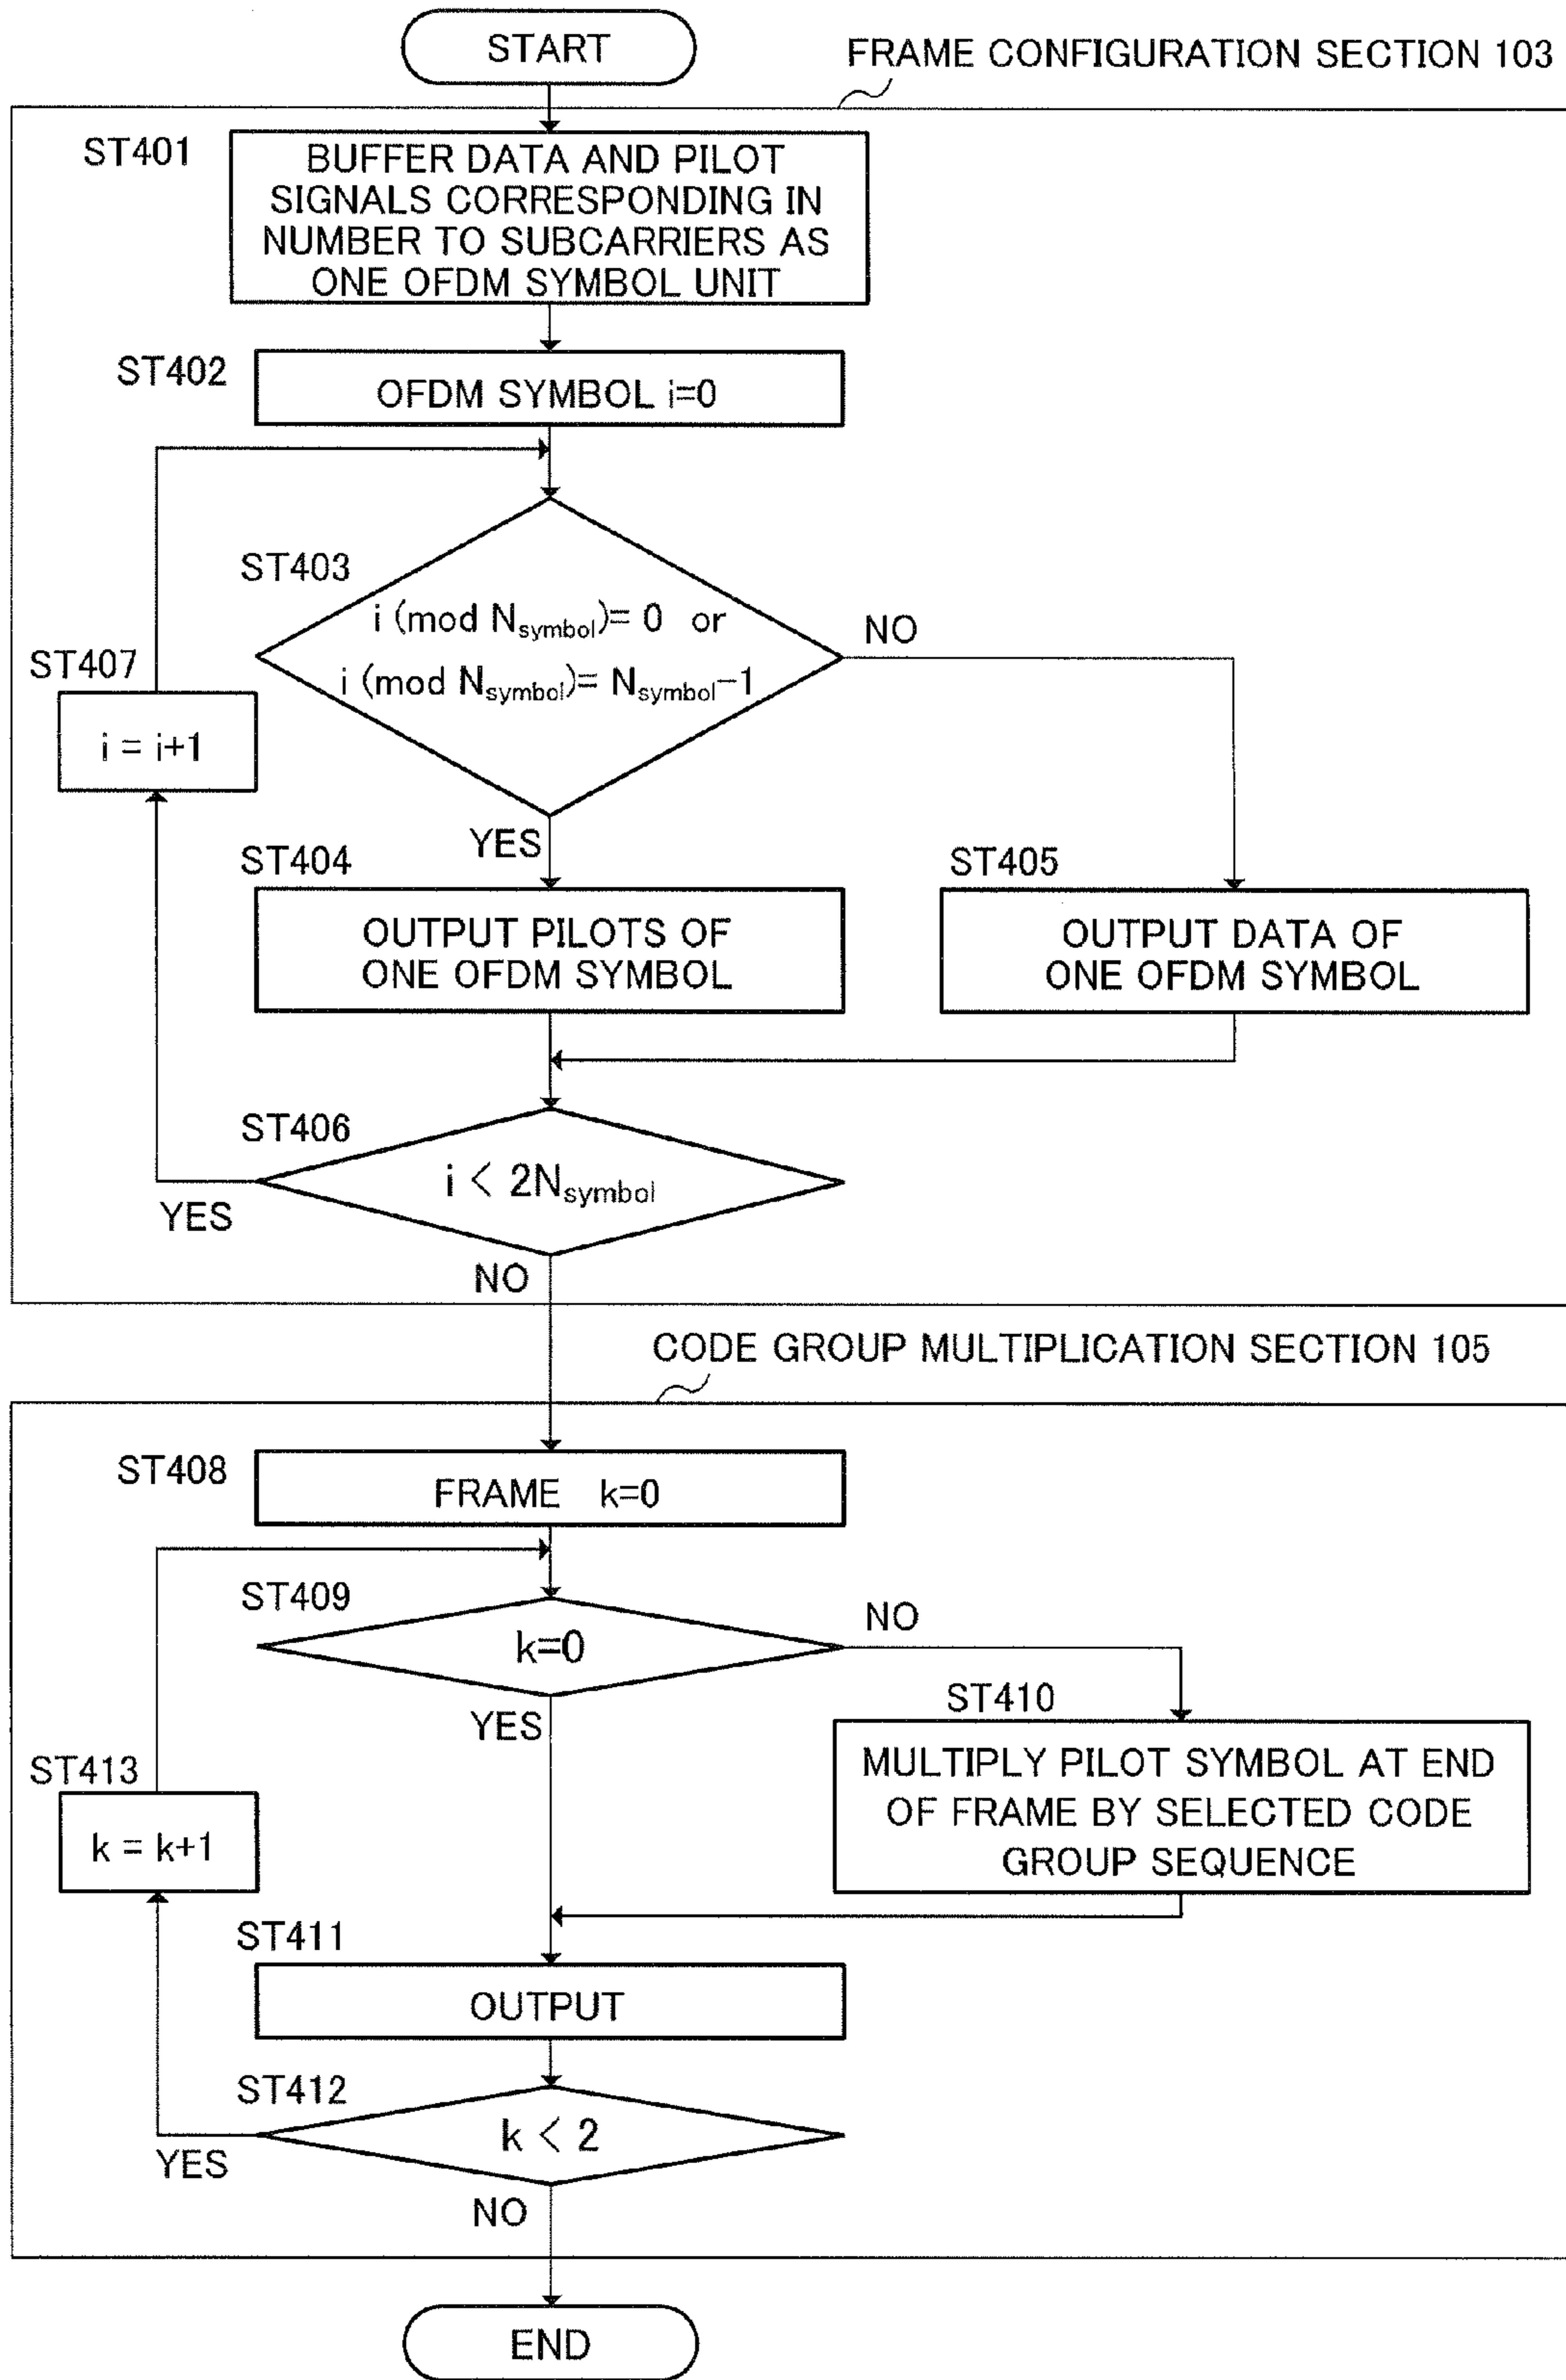 START
FRAME CONFIGURATION SECTION 103
ST401
BUFFER DATA AND PILOT
SIGNALS CORRESPONDING IN
NUMBER TO SUBCARRIERS AS
ONE OFDM SYMBOL UNIT
ST402
OFDM SYMBOL i=0
ST403
i (mod Nsymbol)= 0 or
i (mod Nsymbol)= Nsymbol-1
NO
ST407
i = i+1
YES
ST404
OUTPUT PILOTS OF
ONE OFDM SYMBOL
ST405
OUTPUT DATA OF
ONE OFDM SYMBOL
ST406
i < 2Nsymbol
YES
NO
CODE GROUP MULTIPLICATION SECTION 105
ST408
FRAME k=0
ST409
k=0
NO
YES
ST410
MULTIPLY PILOT SYMBOL AT END
OF FRAME BY SELECTED CODE
GROUP SEQUENCE
ST413
k = k+1
ST411
OUTPUT
ST412
k < 2
YES
NO
END